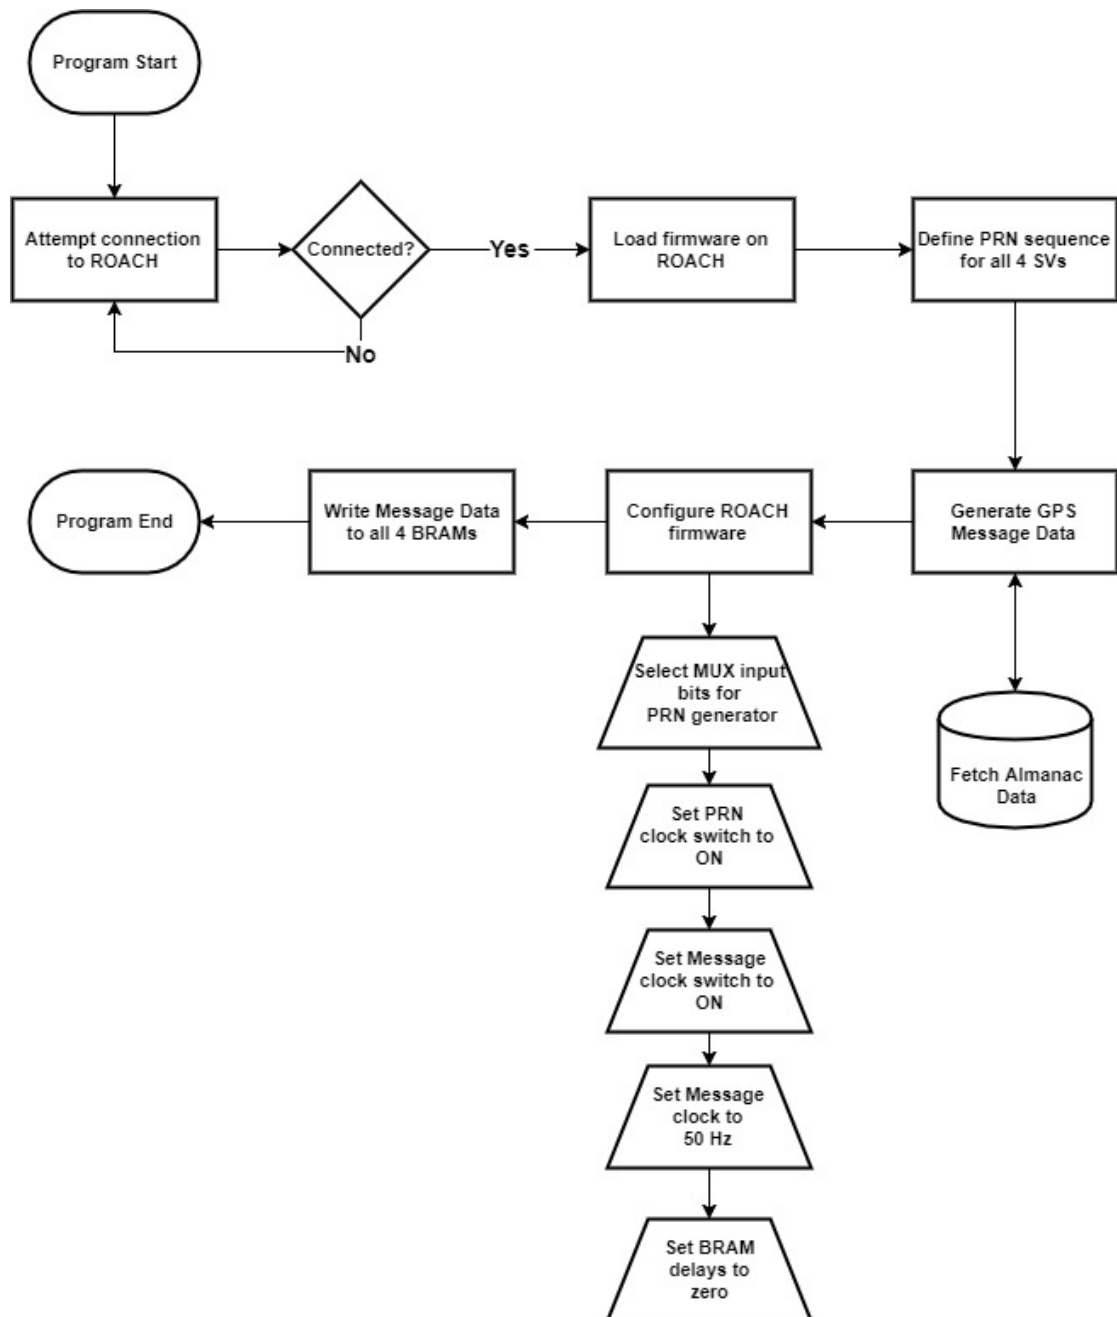 Program Start
Attempt connection
to ROACH
Connected?
Yes
No
Load firmware on
ROACH
Define PRN sequence
for all 4 SVs
Program End
Write Message Data
to all 4 BRAMs
Configure ROACH
firmware
Generate GPS
Message Data
Select MUX input
bits for
PRN generator
Fetch Almanac
Data
Set PRN
clock switch to
ON
Set Message
clock switch to
ON
Set Message
clock to
50 Hz
Set BRAM
delays to
zero